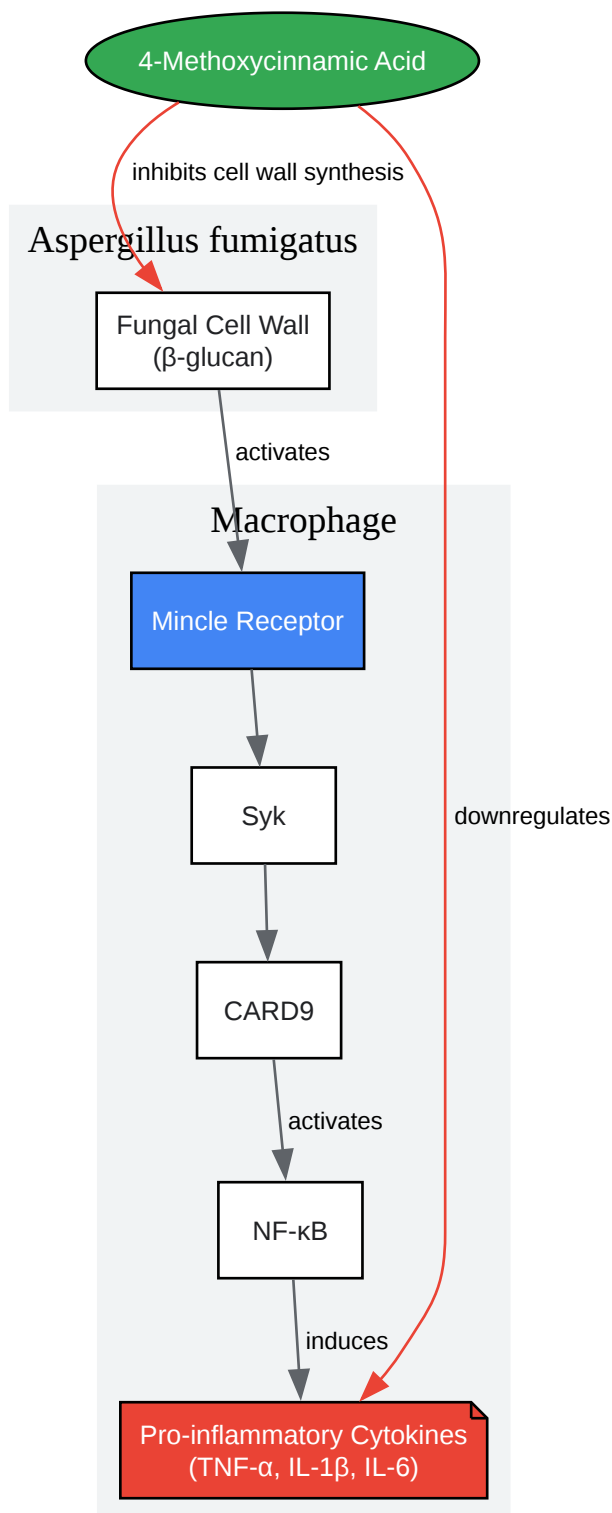 4-Methoxycinnamic Acid
inhibits cell wall synthesis
Aspergillus fumigatus
Fungal Cell Wall
(β-glucan)
activates
Macrophage
Mincle Receptor
Syk
downregulates
CARD9
activates
NF-κB
induces
Pro-inflammatory Cytokines
(TNF-α, IL-1β, IL-6)